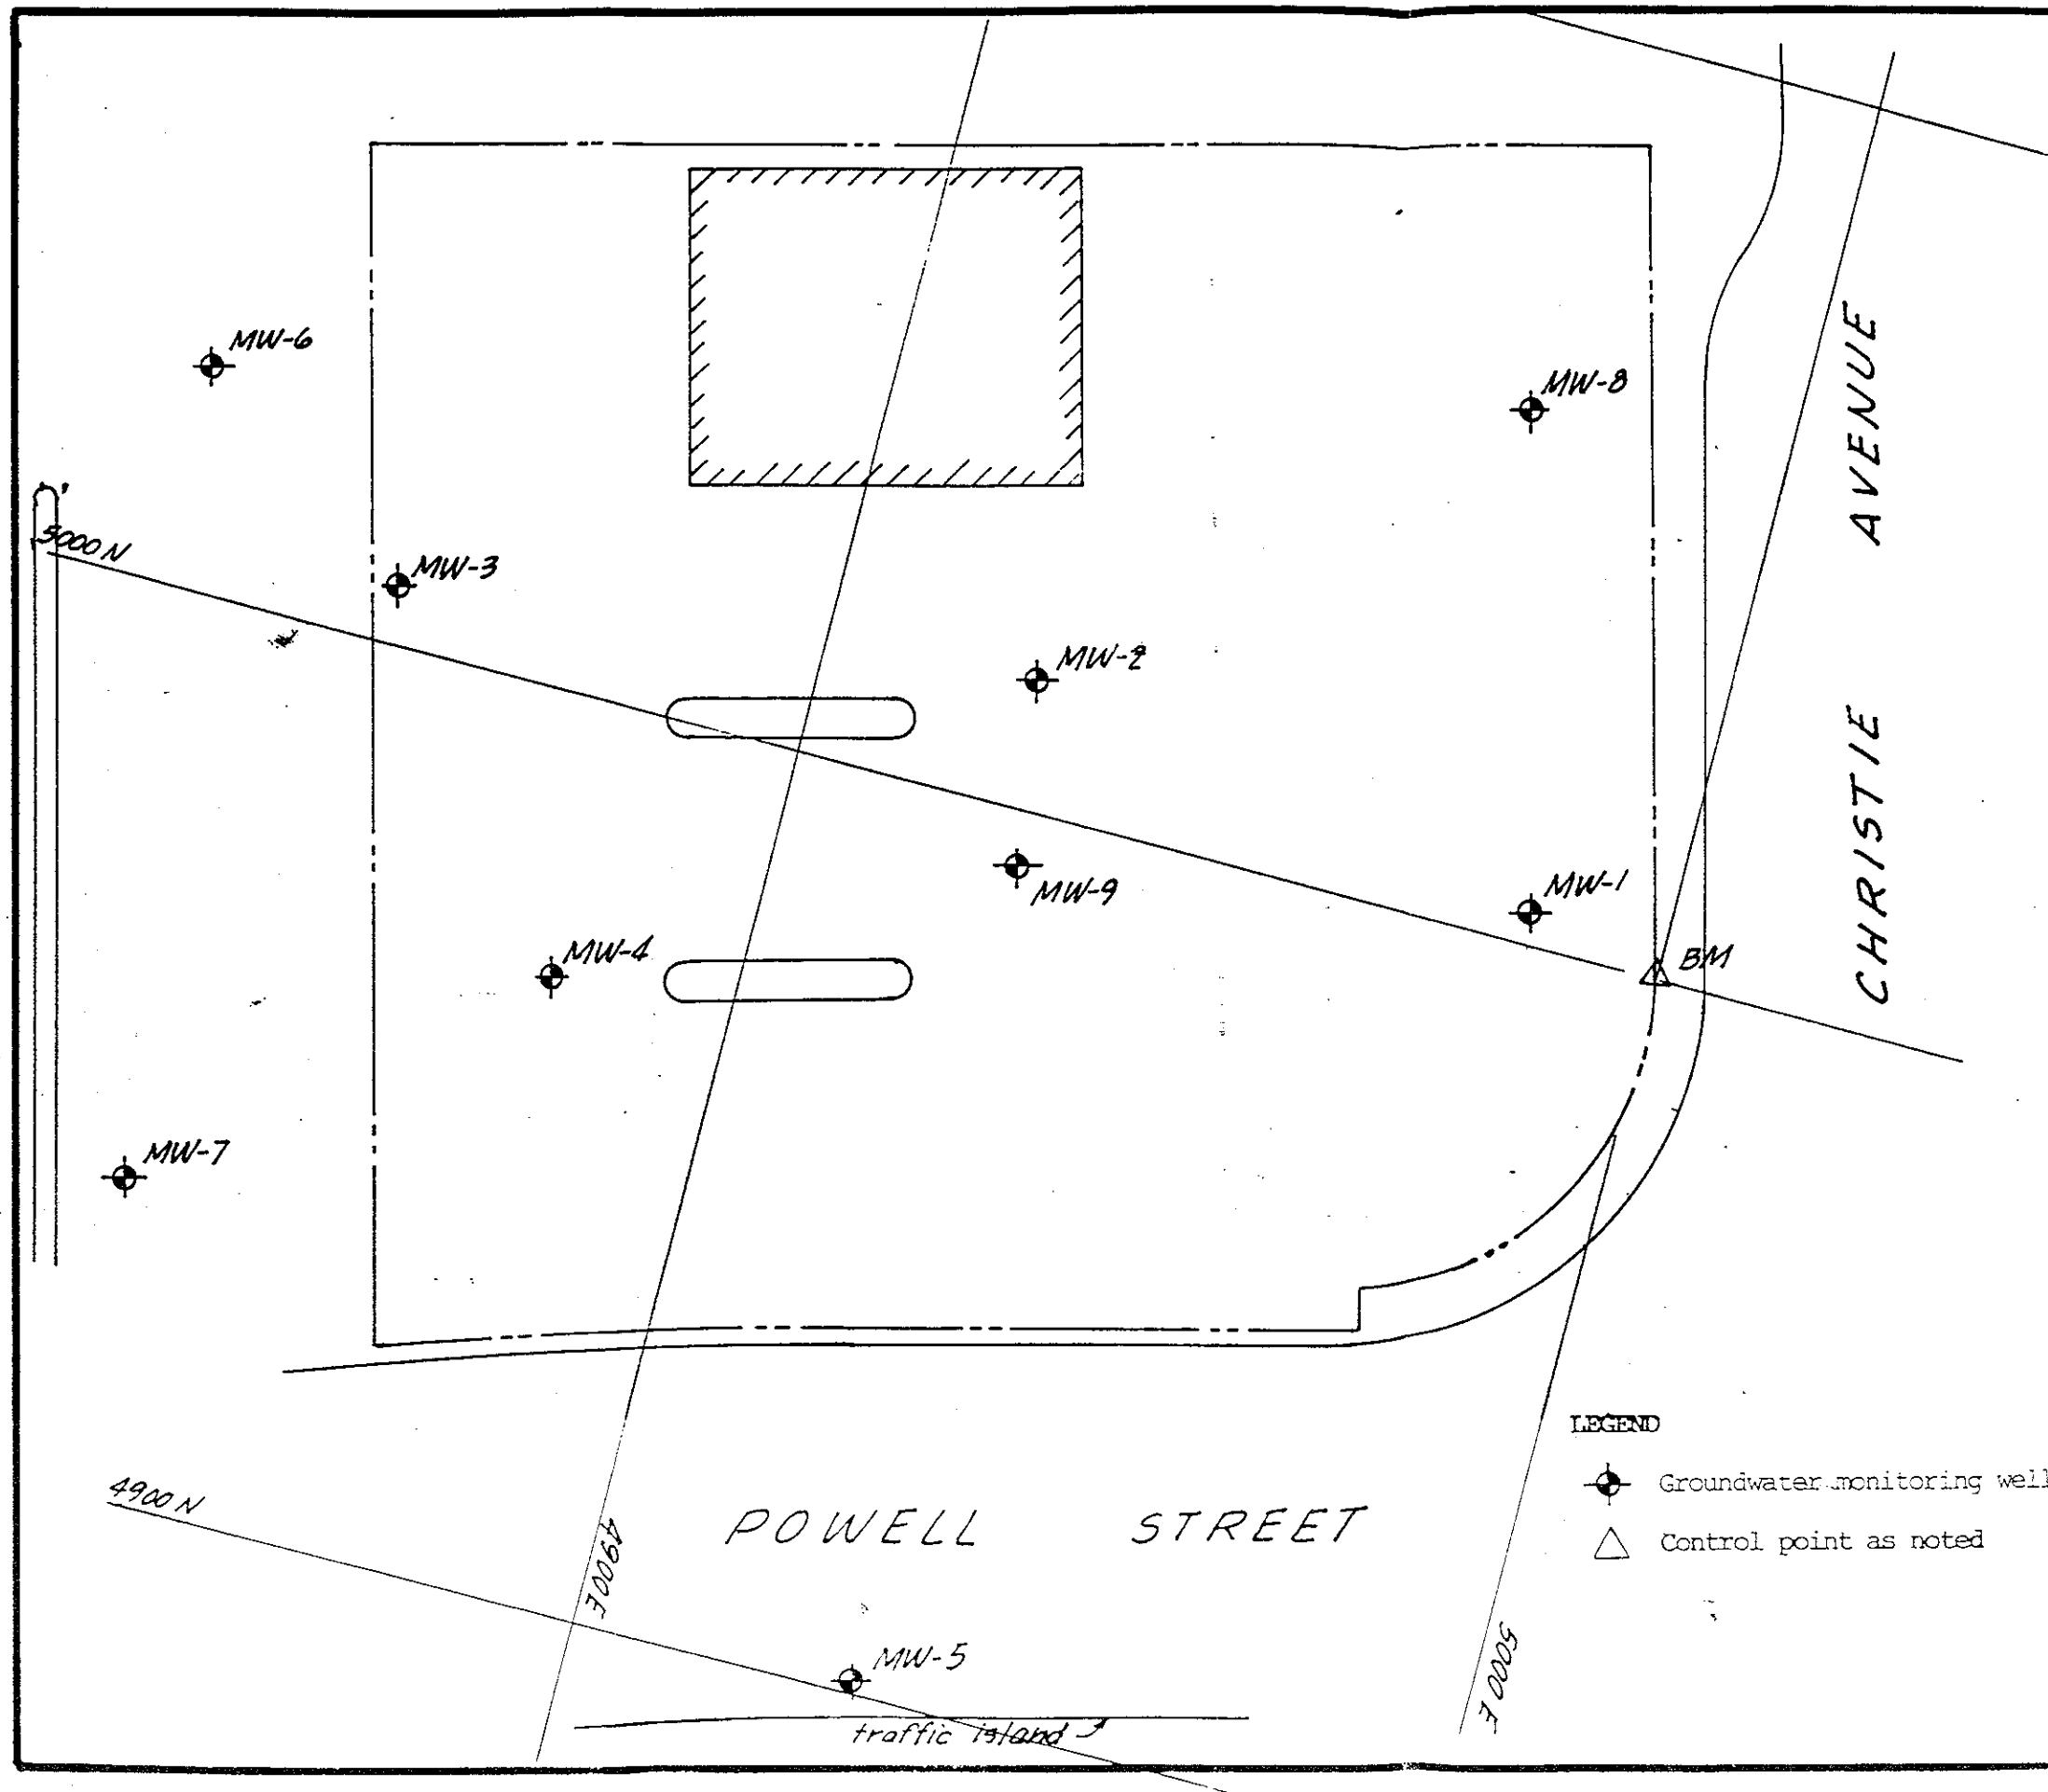 MW-6
MW-8
AVENUE
5000 N
MW-3
MW-2
CHRISTIE
MW-9
MW-1
MW-4
BM
MW-7
LEGEND
Groundwater monitoring well
Control point as noted
4900 N
POWELL STREET
4900E
5000 E
MW-5
traffic island